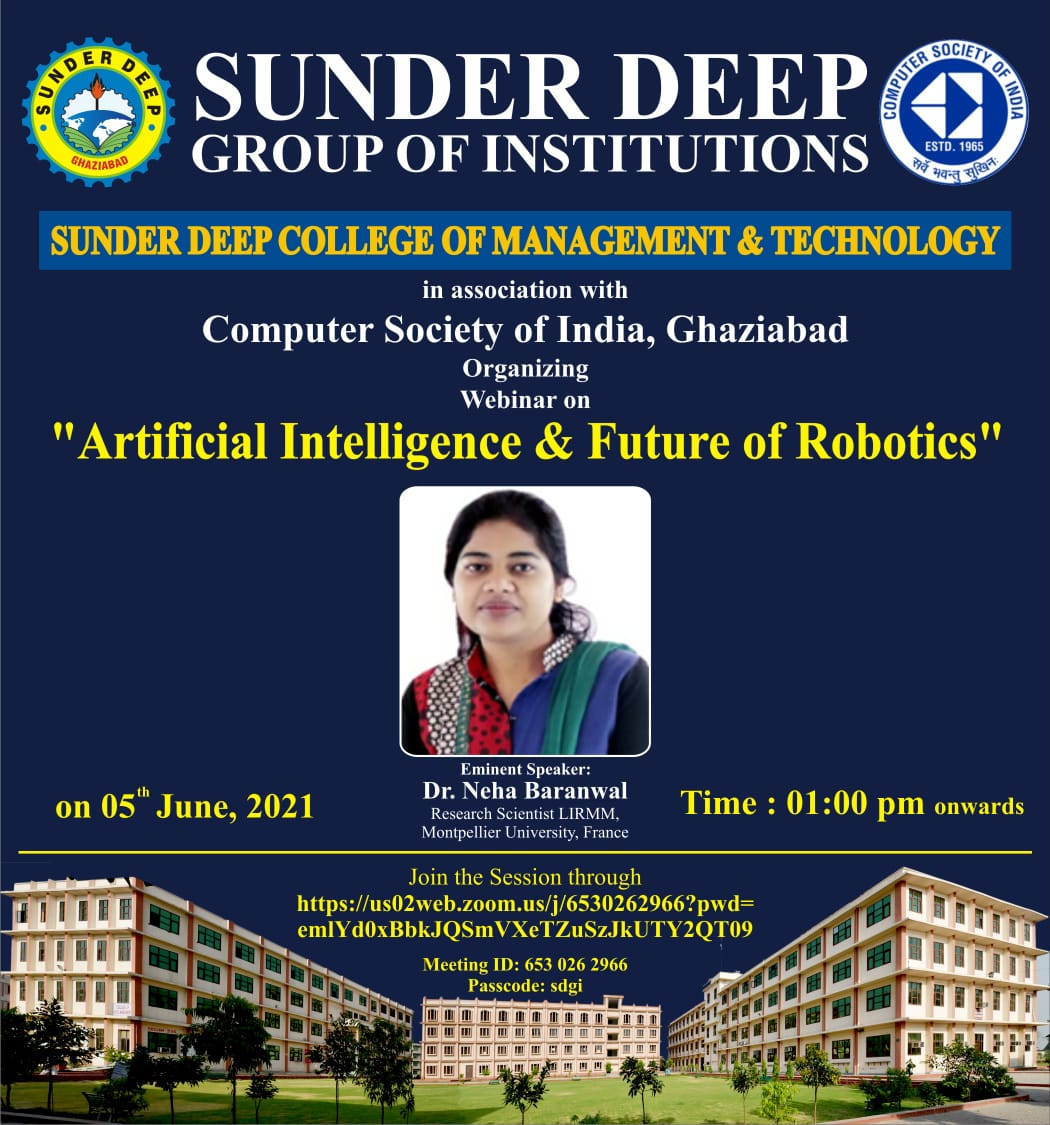 SUNDER DEEP
GHAZIABAD
SUNDER DEEP
GROUP OF INSTITUTIONS
COMPUTER SOCIETY OF INDIA
ESTD. 1965
सर्वे भवन्तु सुखिनः
SUNDER DEEP COLLEGE OF MANAGEMENT & TECHNOLOGY
in association with
Computer Society of India, Ghaziabad
Organizing
Webinar on
"Artificial Intelligence & Future of Robotics"
Eminent Speaker:
Dr. Neha Baranwal
Research Scientist LIRMM,
Montpellier University, France
on 05th June, 2021
Time : 01:00 pm onwards
Join the Session through
https://us02web.zoom.us/j/6530262966?pwd=
emlYd0xBbkJQSmVXeTZuSzJkUTY2QT09
Meeting ID: 653 026 2966
Passcode: sdgi